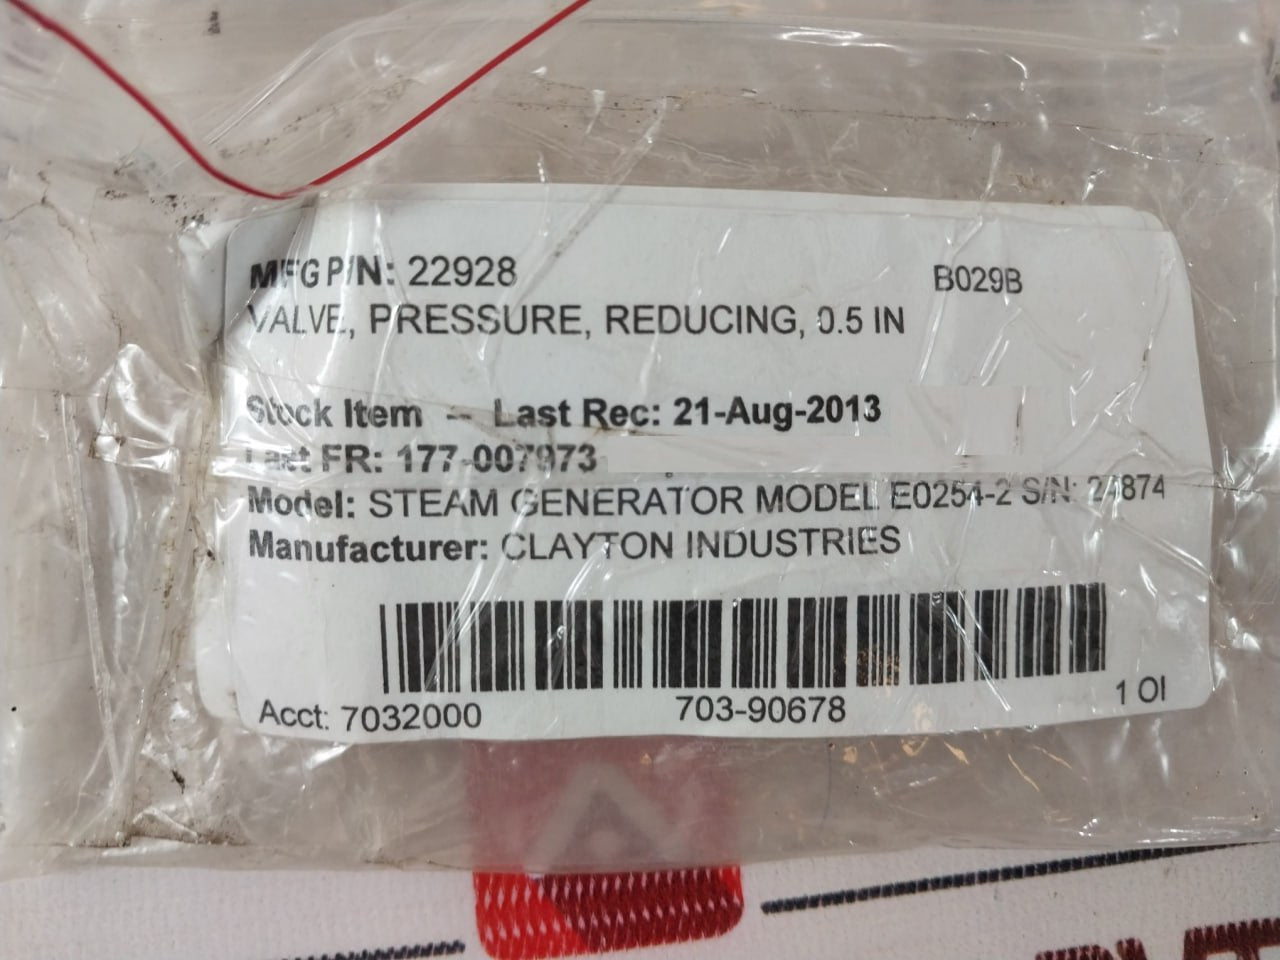 MFG P/N: 22928 B029B
VALVE, PRESSURE, REDUCING, 0.5 IN
Stock Item -- Last Rec: 21-Aug-2013
Last FR: 177-007973
Model: STEAM GENERATOR MODEL E0254-2 S/N:
Manufacturer: CLAYTON INDUSTRIES
Acct: 7032000 703-90678 1 OI